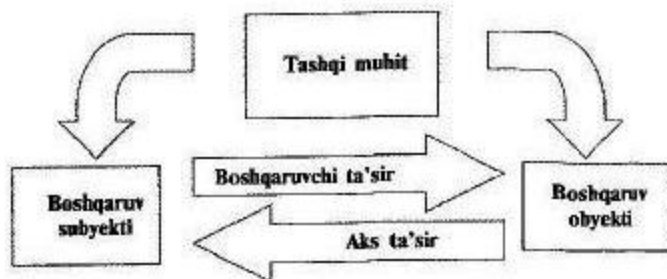 Tashqi muhit
Boshqaruvchi ta'sir
Boshqaruv
subyekti
Boshqaruv
obyekti
Aks ta'sir